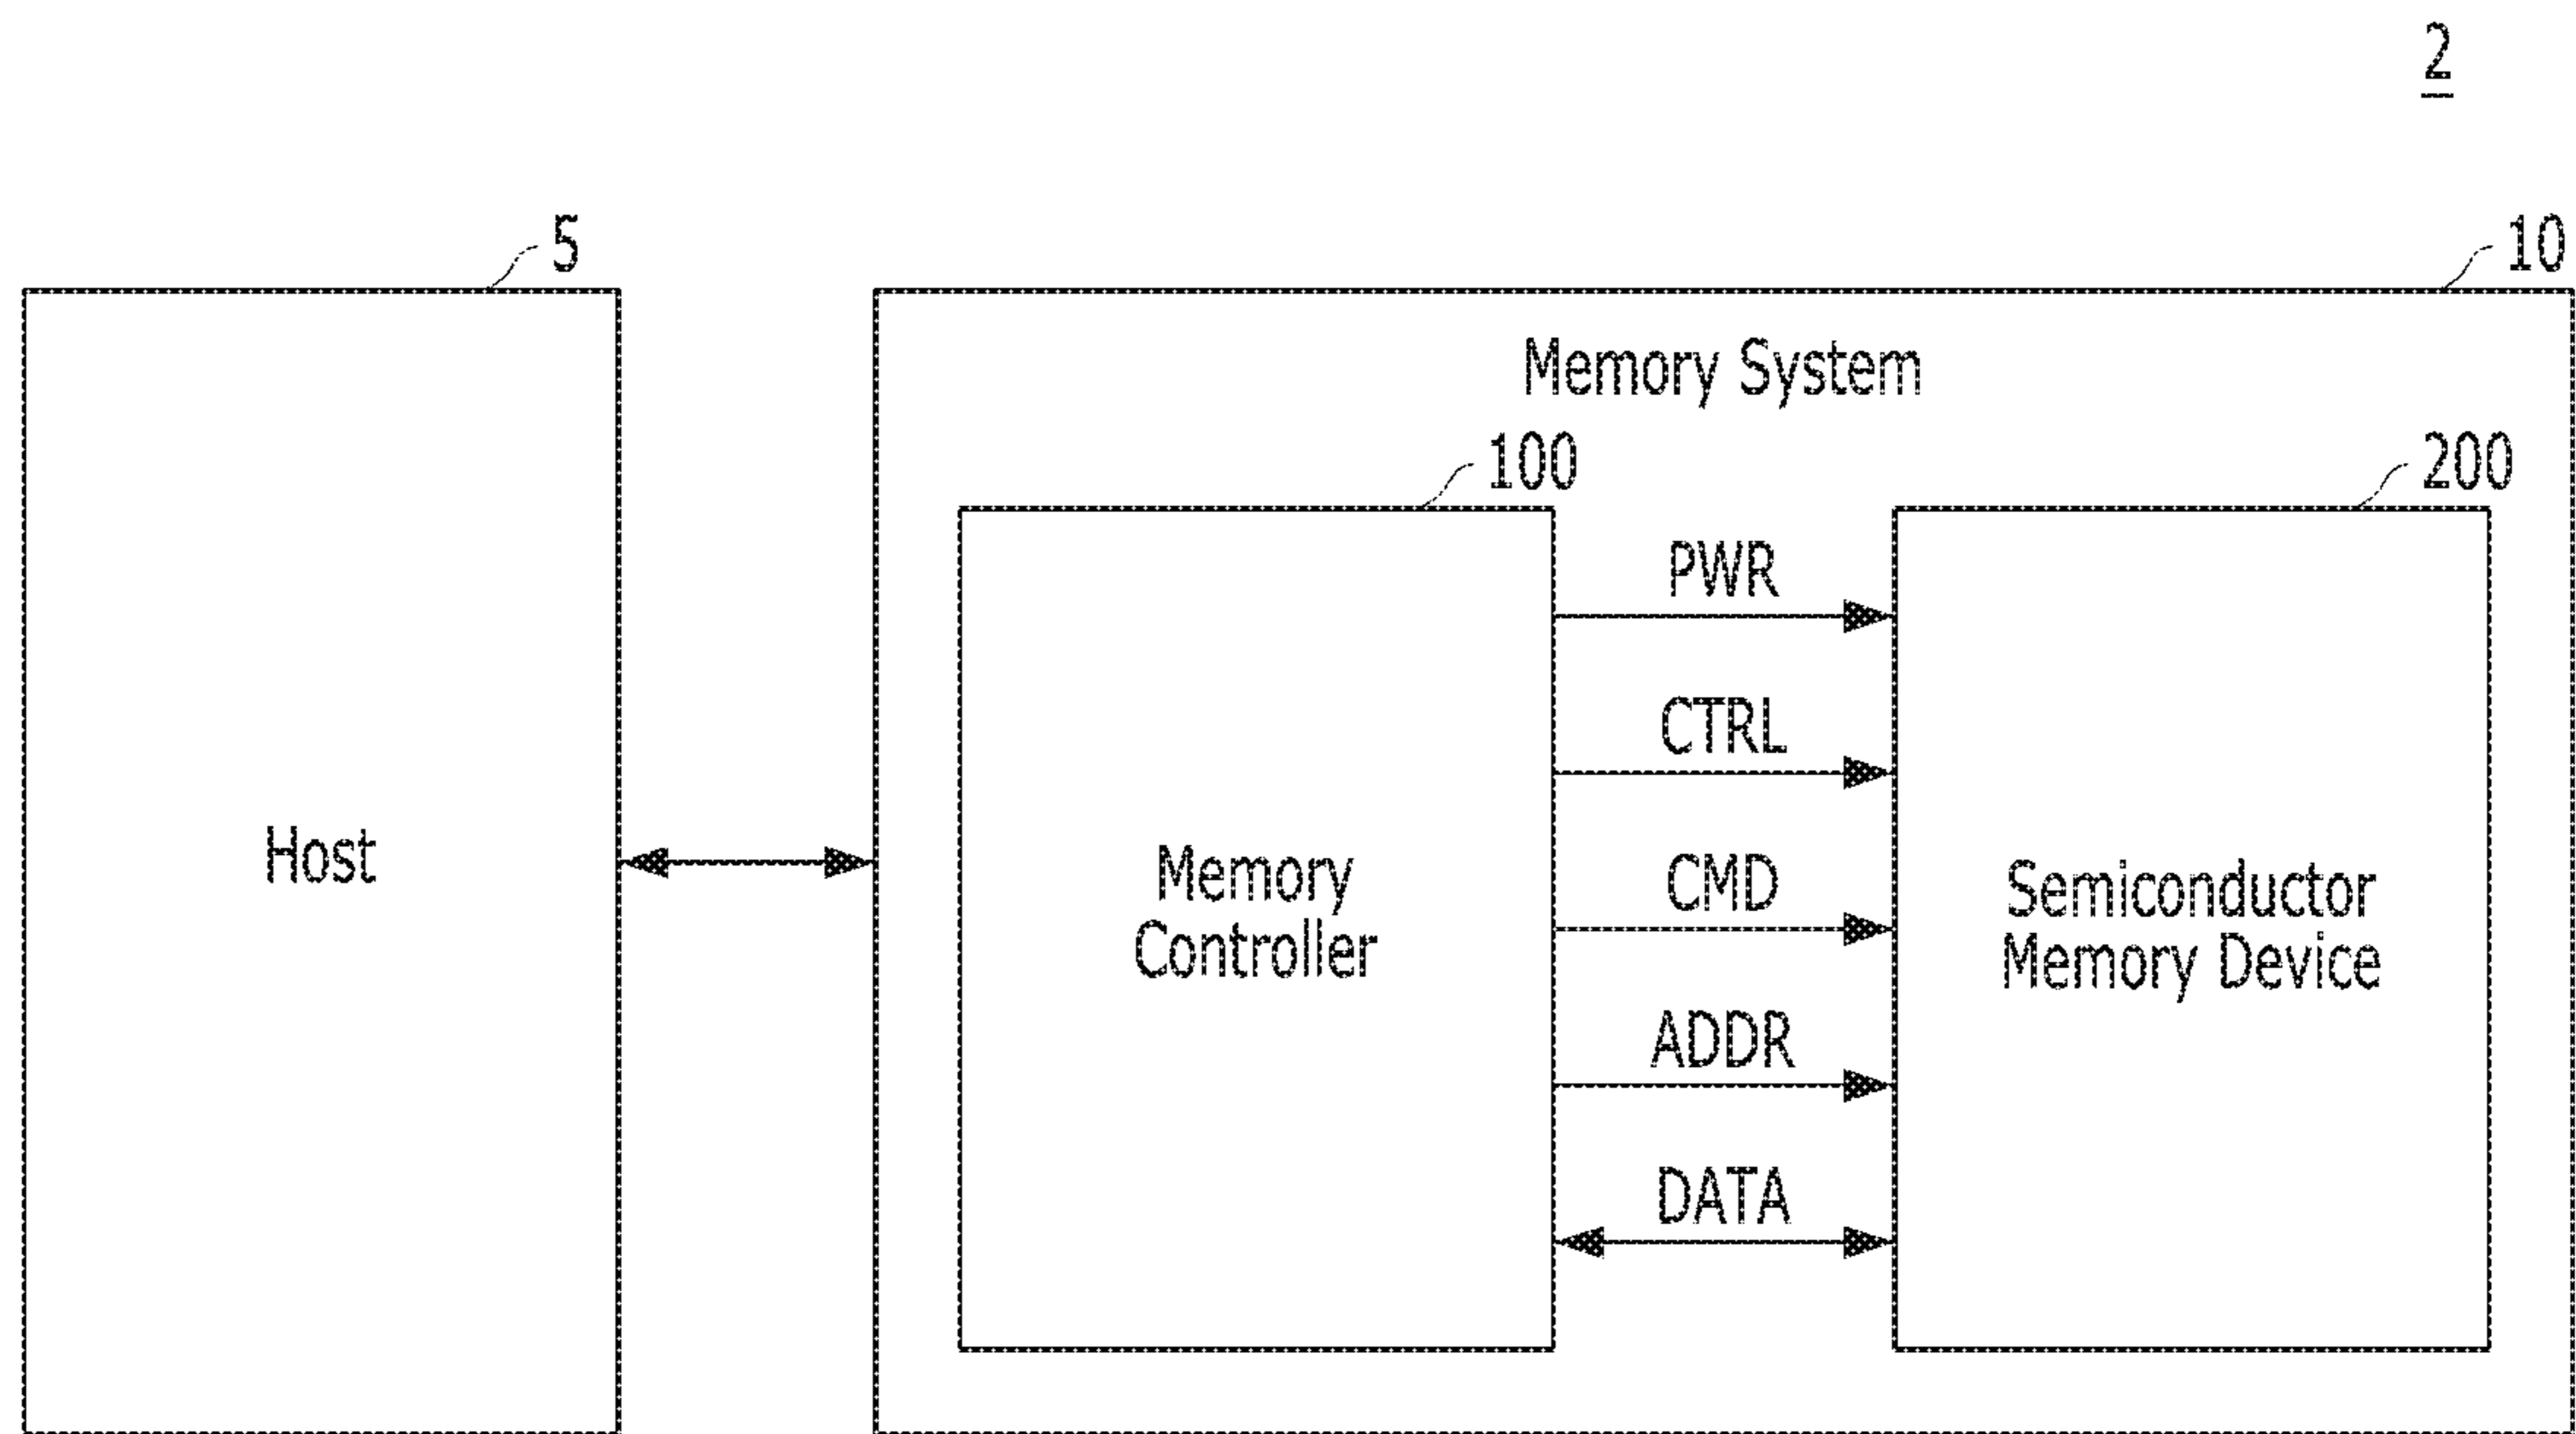 2
5
10
Memory System
100
200
PWR
CTRL
CMD
ADDR
DATA
Host
Memory
Controller
Semiconductor
Memory Device